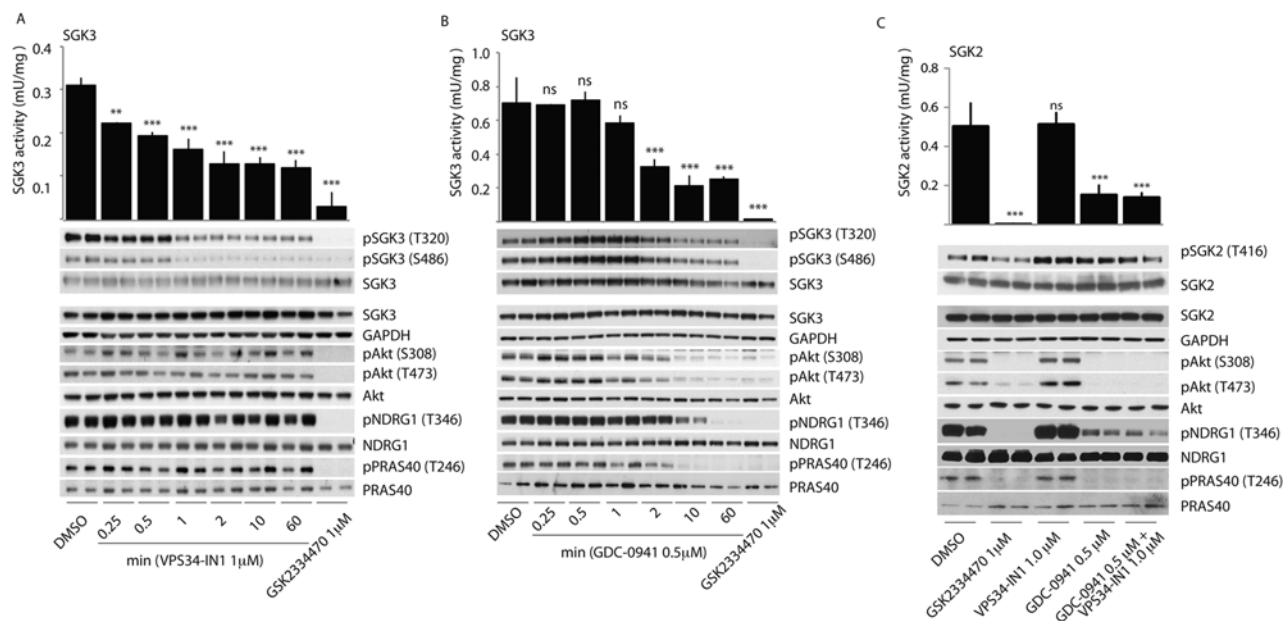 A
SGK3
SGK3 activity (mU/mg)
0.4
0.3
0.2
0.1
**
***
***
***
***
***
***
pSGK3 (T320)
pSGK3 (S486)
SGK3
SGK3
GAPDH
pAkt (S308)
pAkt (T473)
Akt
pNDRG1 (T346)
NDRG1
pPRAS40 (T246)
PRAS40
DMSO
0.25
0.5
1
2
10
60
GSK2334470 1μM
min (VPS34-IN1 1μM)
B
SGK3
SGK3 activity (mU/mg)
1.0
0.8
0.6
0.4
0.2
ns
ns
ns
***
***
***
***
pSGK3 (T320)
pSGK3 (S486)
SGK3
SGK3
GAPDH
pAkt (S308)
pAkt (T473)
Akt
pNDRG1 (T346)
NDRG1
pPRAS40 (T246)
PRAS40
DMSO
0.25
0.5
1
2
10
60
GSK2334470 1μM
min (GDC-0941 0.5μM)
C
SGK2
SGK2 activity (mU/mg)
0.8
0.6
0.4
0.2
***
ns
***
***
pSGK2 (T416)
SGK2
SGK2
GAPDH
pAkt (S308)
pAkt (T473)
Akt
pNDRG1 (T346)
NDRG1
pPRAS40 (T246)
PRAS40
DMSO
GSK2334470 1μM
VPS34-IN1 1.0 μM
GDC-0941 0.5 μM
GDC-0941 0.5 μM +
VPS34-IN1 1.0 μM